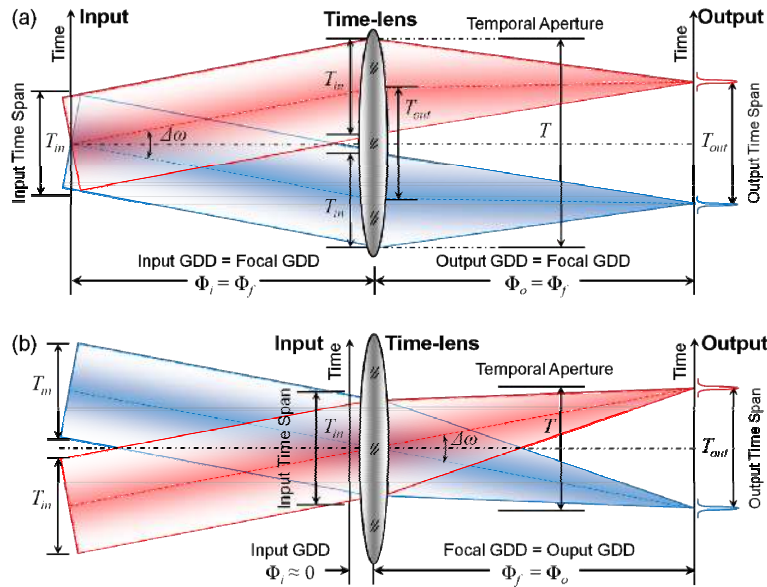 (a)
Input
Time-lens
Temporal Aperture
Output
Time
Time
Input Time Span
T_in
Δω
T_in
T_in
T_out
T
T_out
Output Time Span
Input GDD = Focal GDD
Φ_i = Φ_f
Output GDD = Focal GDD
Φ_o = Φ_f
(b)
Input
Time-lens
Temporal Aperture
Output
Time
Time
T_in
T_in
Input Time Span
T_in
Δω
T
T_out
Output Time Span
Input GDD
Φ_i ≈ 0
Focal GDD = Ouput GDD
Φ_f = Φ_o